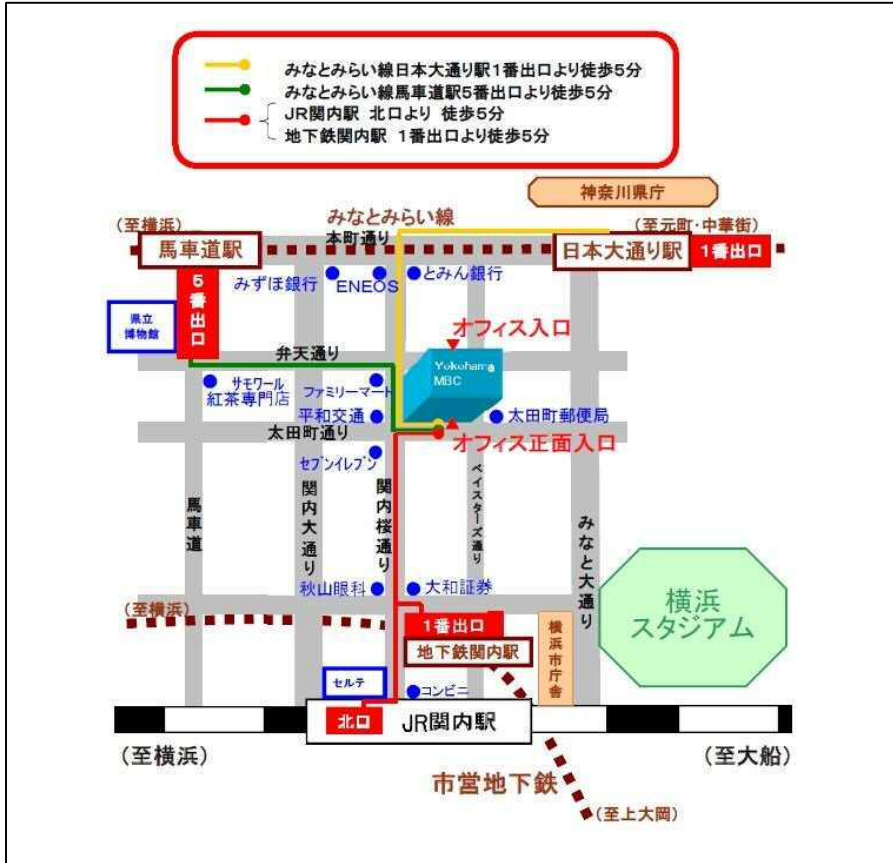 みなとみらい線日本大通り駅1番出口より徒歩5分
みなとみらい線馬車道駅5番出口より徒歩5分
JR関内駅 北口より 徒歩5分
地下鉄関内駅 1番出口より徒歩5分
神奈川県庁
(至横浜)
みなとみらい線
(至元町・中華街)
本町通り
馬車道駅
日本大通り駅
1番出口
5番出口
みずほ銀行
ENEOS
とみん銀行
県立
博物館
オフィス入口
弁天通り
Yokohama
MBC
サモワール
紅茶専門店
ファミリーマート
平和交通
太田町郵便局
太田町通り
オフィス正面入口
セブンイレブン
馬車道
関内大通り
関内桜通り
ベイスターズ通り
みなと大通り
秋山眼科
大和証券
横浜
スタジアム
(至横浜)
1番出口
地下鉄関内駅
横浜市庁舎
セルテ
コンビニ
北口
JR関内駅
(至横浜)
(至大船)
市営地下鉄
(至上大岡)